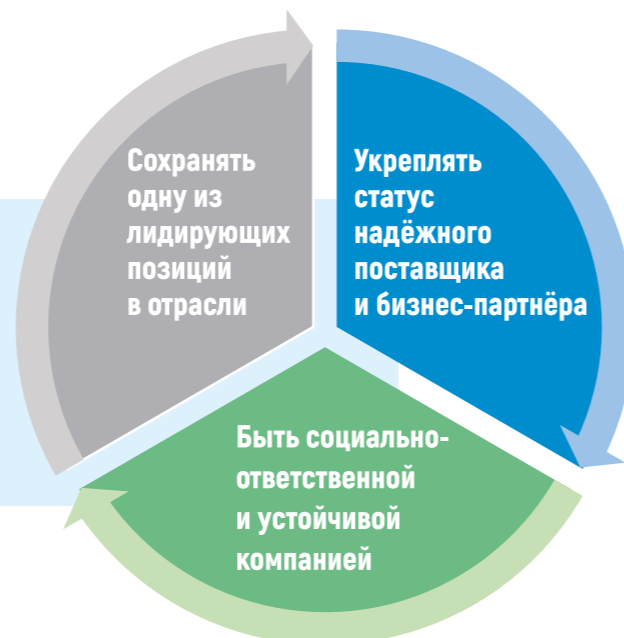 Сохранять
одну из
лидирующих
позиций
в отрасли
Укреплять
статус
надёжного
поставщика
и бизнес-партнёра
Быть социально-
ответственной
и устойчивой
компанией